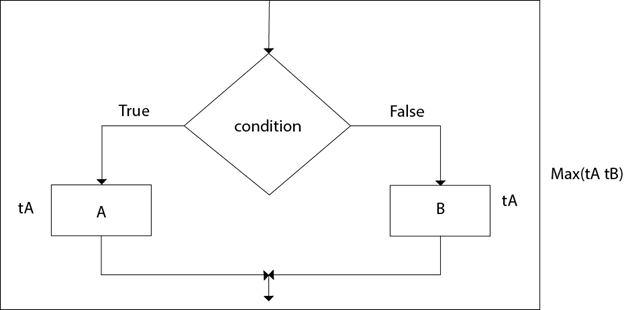 True
False
condition
Max(tA tB)
tA
A
B
tA